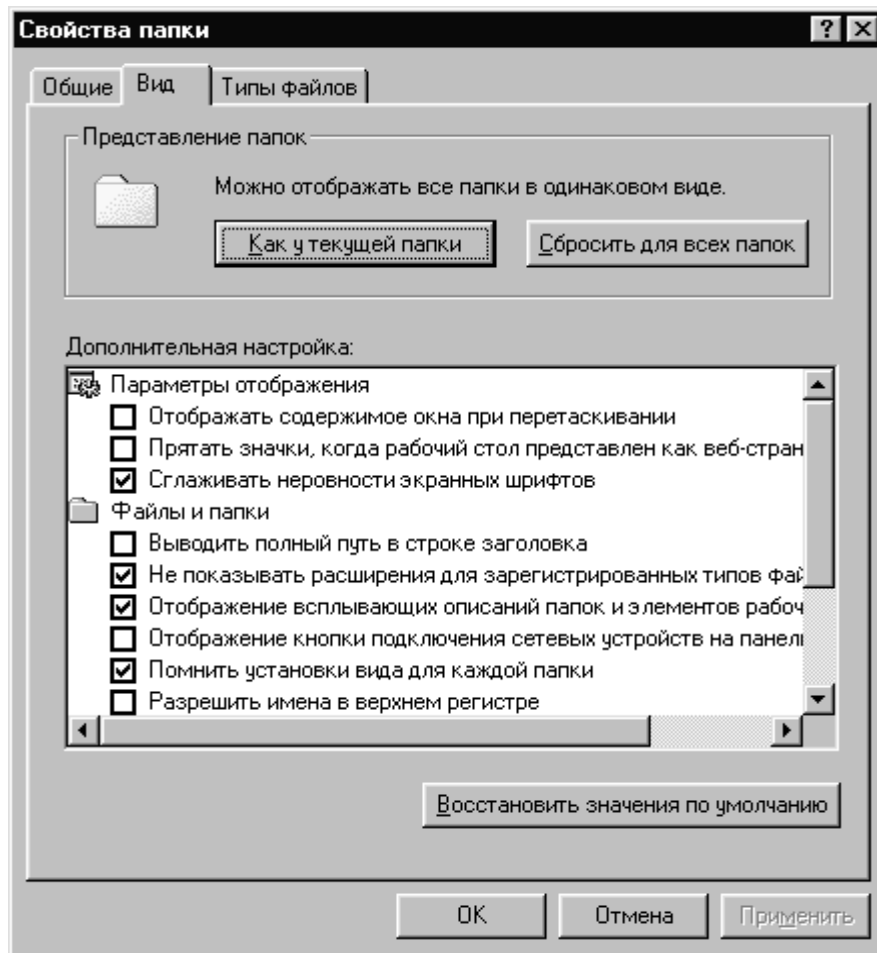 Свойства папки
Общие Вид Типы файлов
Представление папок
Можно отображать все папки в одинаковом виде.
Как у текущей папки Сбросить для всех папок
Дополнительная настройка:
Параметры отображения
Отображать содержимое окна при перетаскивании
Прятать значки, когда рабочий стол представлен как веб-стран
Сглаживать неровности экранных шрифтов
Файлы и папки
Выводить полный путь в строке заголовка
Не показывать расширения для зарегистрированных типов фай
Отображение всплывающих описаний папок и элементов рабоч
Отображение кнопки подключения сетевых устройств на панел
Помнить установки вида для каждой папки
Разрешить имена в верхнем регистре
Восстановить значения по умолчанию
OK Отмена Применить